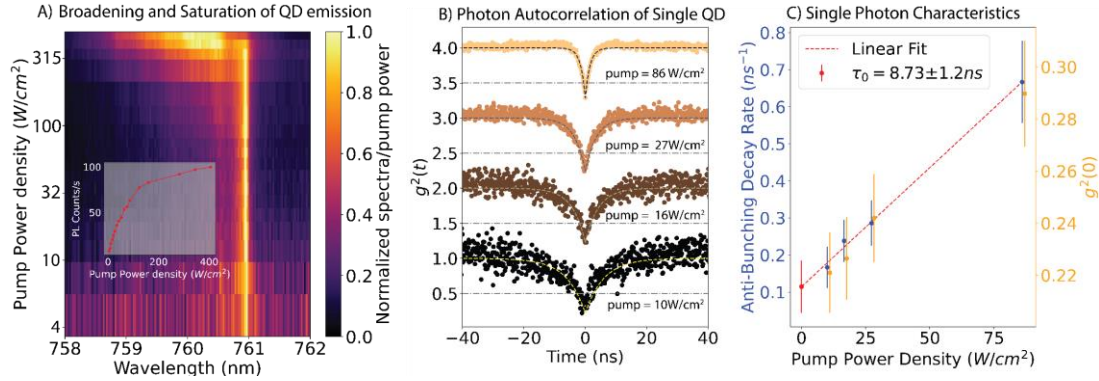 A) Broadening and Saturation of QD emission
Pump Power density (W/cm²)
315
100
32
10
4
758
759
760
761
762
Wavelength (nm)
PL Counts/s
100
50
0
200
400
Pump Power density (W/cm²)
1.0
0.8
0.6
0.4
0.2
0.0
Normalized spectra/pump power
B) Photon Autocorrelation of Single QD
g²(t)
4.0
3.5
3.0
2.5
2.0
1.5
1.0
0.5
pump = 86 W/cm²
pump = 27W/cm²
pump = 16W/cm²
pump = 10W/cm²
−40
−20
0
20
40
Time (ns)
C) Single Photon Characteristics
Anti-Bunching Decay Rate (ns⁻¹)
0.8
0.7
0.6
0.5
0.4
0.3
0.2
0.1
Linear Fit
τ₀ = 8.73±1.2ns
0
25
50
75
Pump Power Density (W/cm²)
0.30
0.28
0.26
0.24
0.22
g²(0)